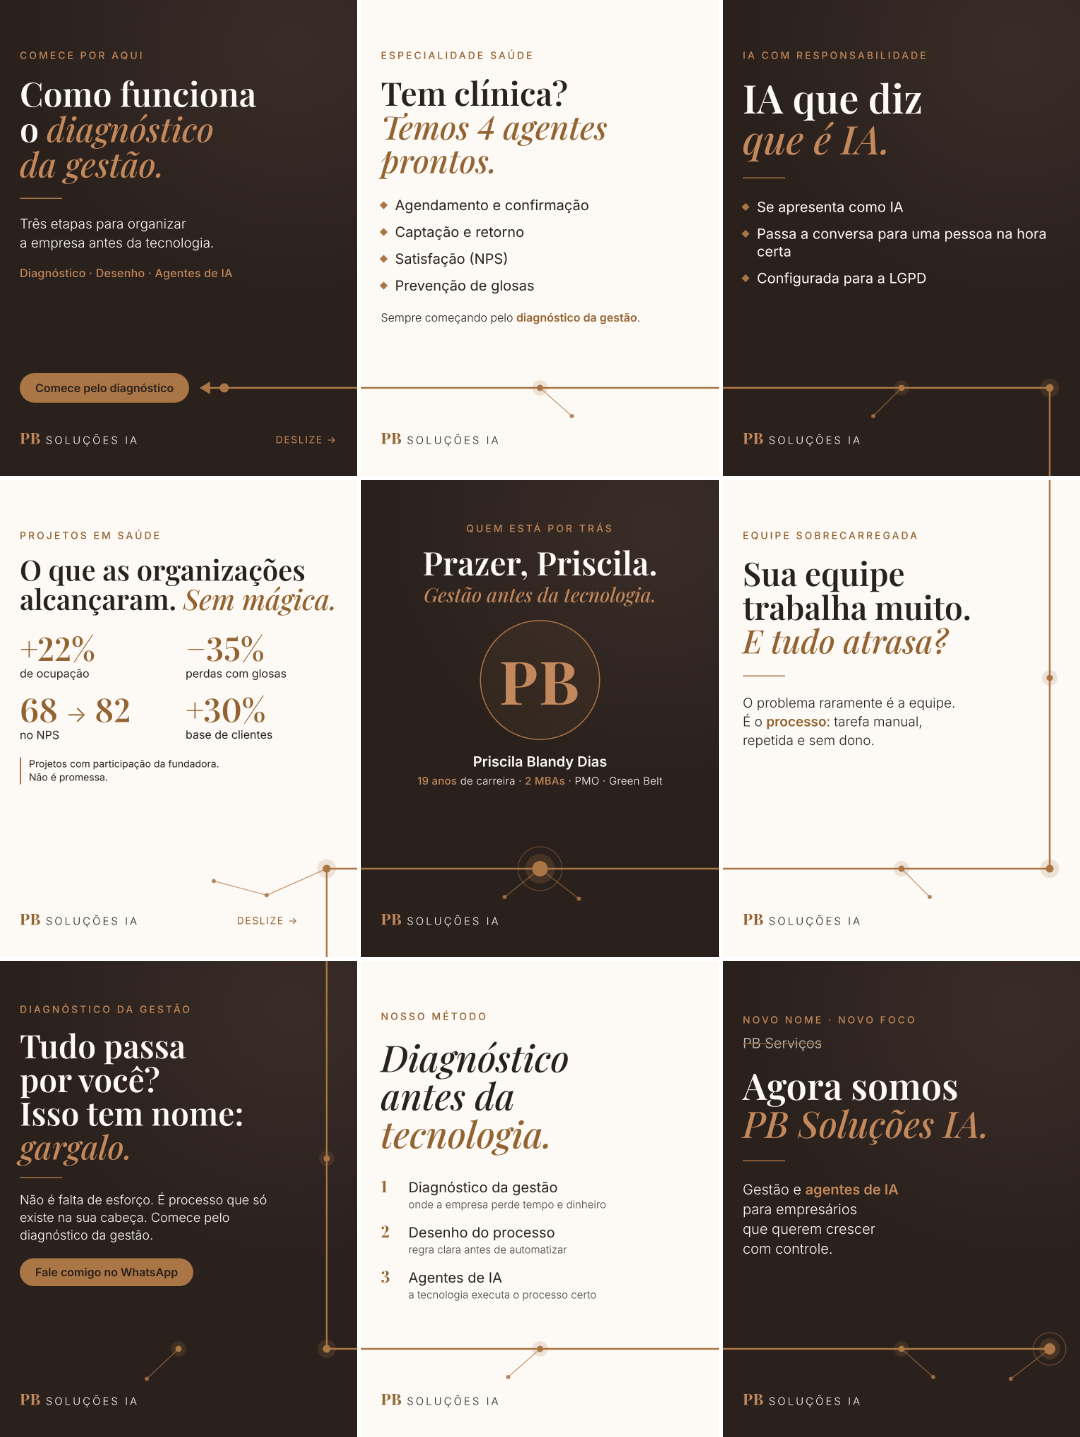 COMECE POR AQUI
Como funciona
o diagnóstico
da gestão.
Três etapas para organizar
a empresa antes da tecnologia.
Diagnóstico · Desenho · Agentes de IA
Comece pelo diagnóstico
PB SOLUÇÕES IA
DESLIZE →
ESPECIALIDADE SAÚDE
Tem clínica?
Temos 4 agentes
prontos.
Agendamento e confirmação
Captação e retorno
Satisfação (NPS)
Prevenção de glosas
Sempre começando pelo diagnóstico da gestão.
PB SOLUÇÕES IA
IA COM RESPONSABILIDADE
IA que diz
que é IA.
Se apresenta como IA
Passa a conversa para uma pessoa na hora
certa
Configurada para a LGPD
PB SOLUÇÕES IA
PROJETOS EM SAÚDE
O que as organizações
alcançaram. Sem mágica.
+22%
de ocupação
−35%
perdas com glosas
68 → 82
no NPS
+30%
base de clientes
Projetos com participação da fundadora.
Não é promessa.
PB SOLUÇÕES IA
DESLIZE →
QUEM ESTÁ POR TRÁS
Prazer, Priscila.
Gestão antes da tecnologia.
PB
Priscila Blandy Dias
19 anos de carreira · 2 MBAs · PMO · Green Belt
PB SOLUÇÕES IA
EQUIPE SOBRECARREGADA
Sua equipe
trabalha muito.
E tudo atrasa?
O problema raramente é a equipe.
É o processo: tarefa manual,
repetida e sem dono.
PB SOLUÇÕES IA
DIAGNÓSTICO DA GESTÃO
Tudo passa
por você?
Isso tem nome:
gargalo.
Não é falta de esforço. É processo que só
existe na sua cabeça. Comece pelo
diagnóstico da gestão.
Fale comigo no WhatsApp
PB SOLUÇÕES IA
NOSSO MÉTODO
Diagnóstico
antes da
tecnologia.
1 Diagnóstico da gestão
onde a empresa perde tempo e dinheiro
2 Desenho do processo
regra clara antes de automatizar
3 Agentes de IA
a tecnologia executa o processo certo
PB SOLUÇÕES IA
NOVO NOME · NOVO FOCO
PB Serviços
Agora somos
PB Soluções IA.
Gestão e agentes de IA
para empresários
que querem crescer
com controle.
PB SOLUÇÕES IA